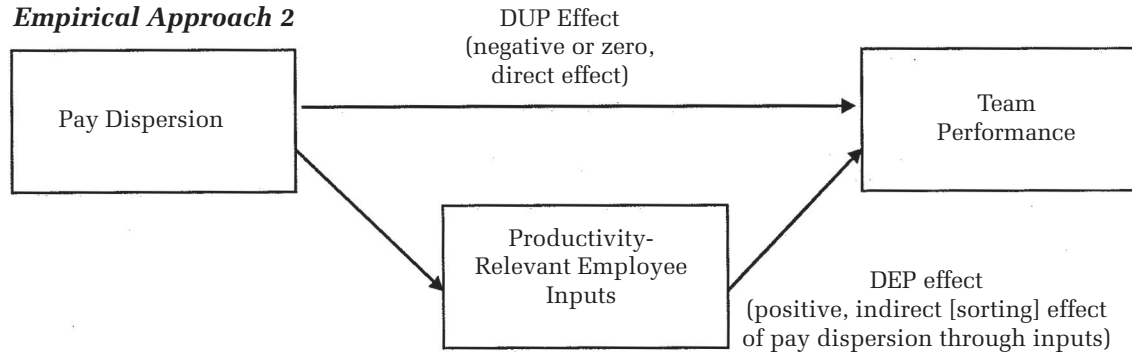 Empirical Approach 2
DUP Effect
(negative or zero,
direct effect)
Pay Dispersion
Team
Performance
Productivity-
Relevant Employee
Inputs
DEP effect
(positive, indirect [sorting] effect
of pay dispersion through inputs)